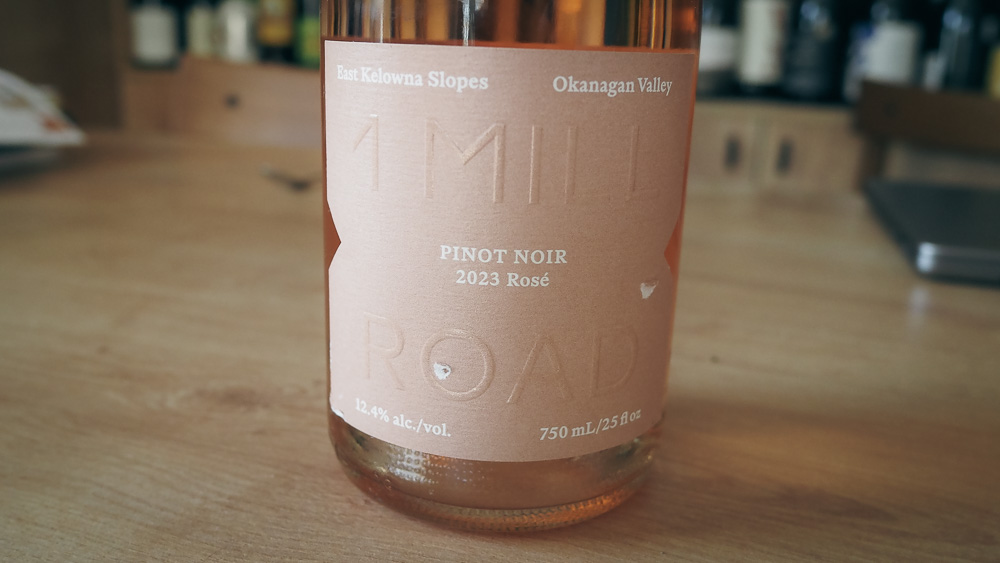 East Kelowna Slopes Okanagan Valley
1 MILL
PINOT NOIR
2023 Rosé
ROAD
12.4% alc./vol. 750 mL/25 fl oz